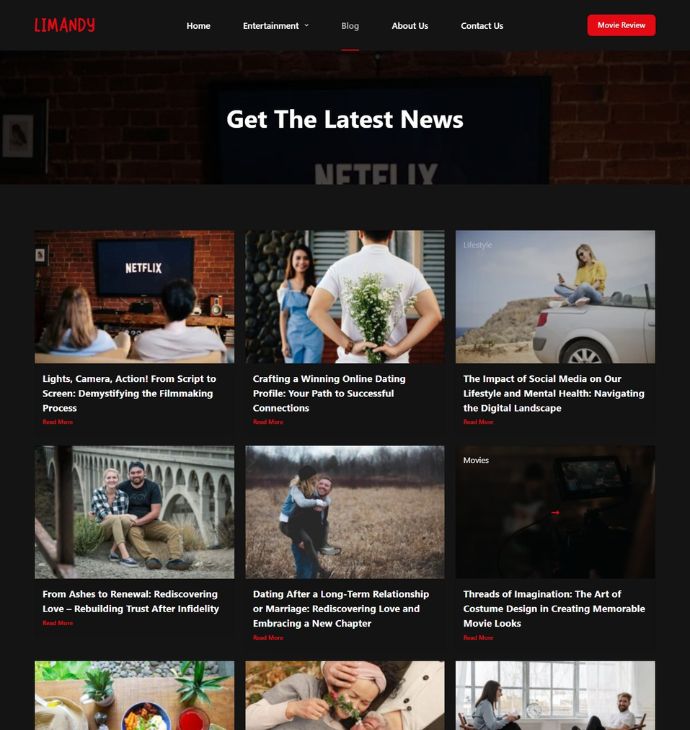 LIMANDY
Home
Entertainment
Blog
About Us
Contact Us
Movie Review
Get The Latest News
NETFLIX
NETFLIX
Lifestyle
Lights, Camera, Action! From Script to
Screen: Demystifying the Filmmaking
Process
Read More
Crafting a Winning Online Dating
Profile: Your Path to Successful
Connections
Read More
The Impact of Social Media on Our
Lifestyle and Mental Health: Navigating
the Digital Landscape
Read More
Movies
From Ashes to Renewal: Rediscovering
Love – Rebuilding Trust After Infidelity
Read More
Dating After a Long-Term Relationship
or Marriage: Rediscovering Love and
Embracing a New Chapter
Read More
Threads of Imagination: The Art of
Costume Design in Creating Memorable
Movie Looks
Read More